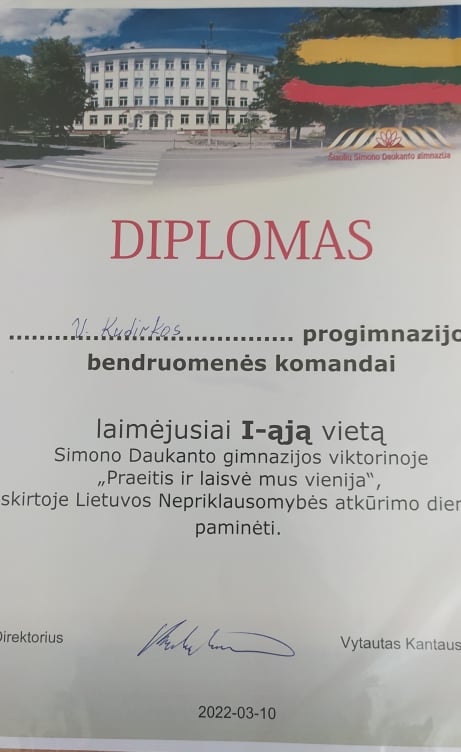 Šiaulių Simono Daukanto gimnazija
DIPLOMAS
V. Kudirkos progimnazijo
bendruomenės komandai
laimėjusiai I-ąją vietą
Simono Daukanto gimnazijos viktorinoje
„Praeitis ir laisvė mus vienija“,
skirtoje Lietuvos Nepriklausomybės atkūrimo dien
paminėti.
Direktorius
Vytautas Kantaus
2022-03-10